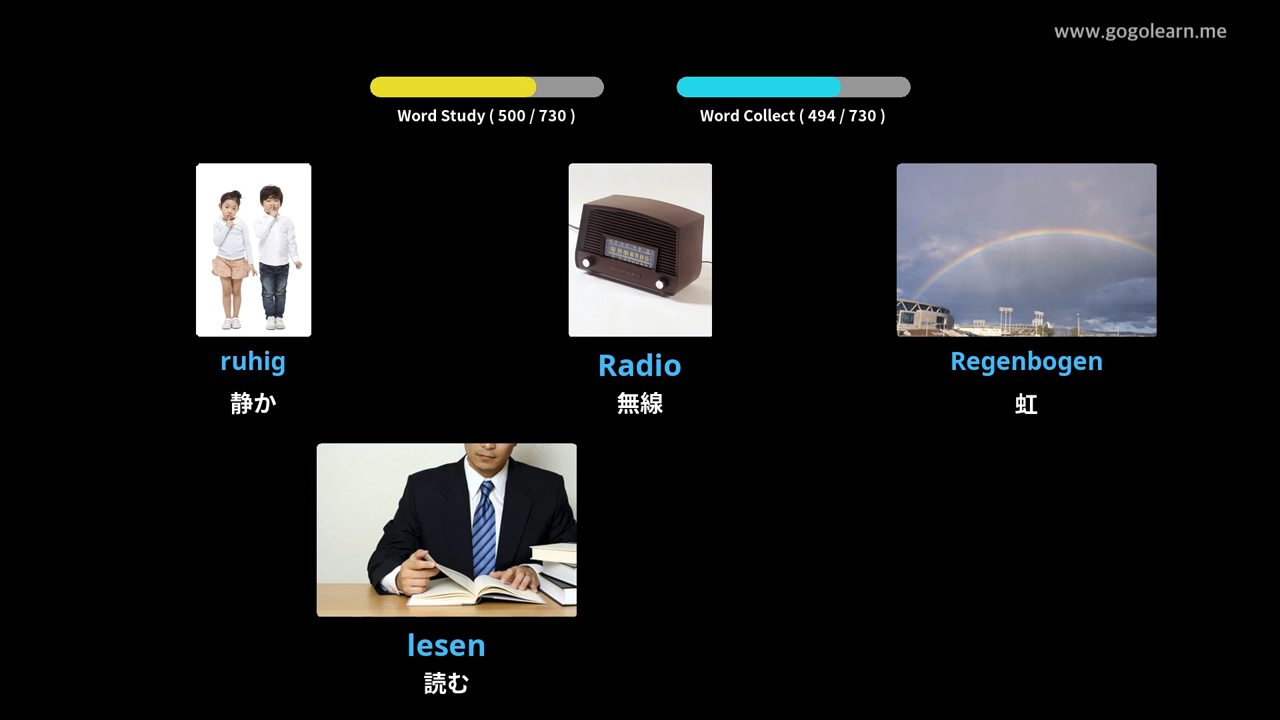 www.gogolearn.me
Word Study ( 500 / 730 )
Word Collect ( 494 / 730 )
ruhig
静か
Radio
無線
Regenbogen
虹
lesen
読む